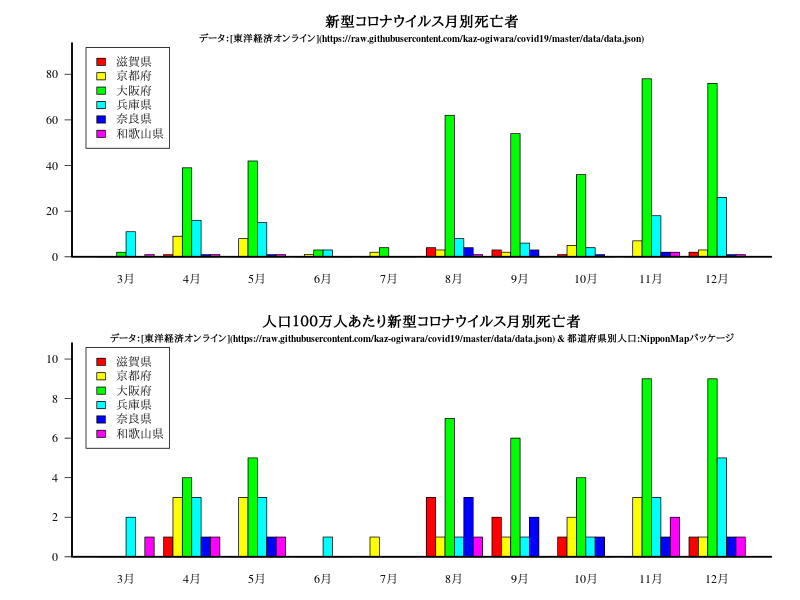 新型コロナウイルス月別死亡者
データ:[東洋経済オンライン](https://raw.githubusercontent.com/kaz-ogiwara/covid19/master/data/data.json)
滋賀県
京都府
大阪府
兵庫県
奈良県
和歌山県
80
60
40
20
0
3月 4月 5月 6月 7月 8月 9月 10月 11月 12月
人口100万人あたり新型コロナウイルス月別死亡者
データ:[東洋経済オンライン](https://raw.githubusercontent.com/kaz-ogiwara/covid19/master/data/data.json) & 都道府県別人口:NipponMapパッケージ
滋賀県
京都府
大阪府
兵庫県
奈良県
和歌山県
10
8
6
4
2
0
3月 4月 5月 6月 7月 8月 9月 10月 11月 12月